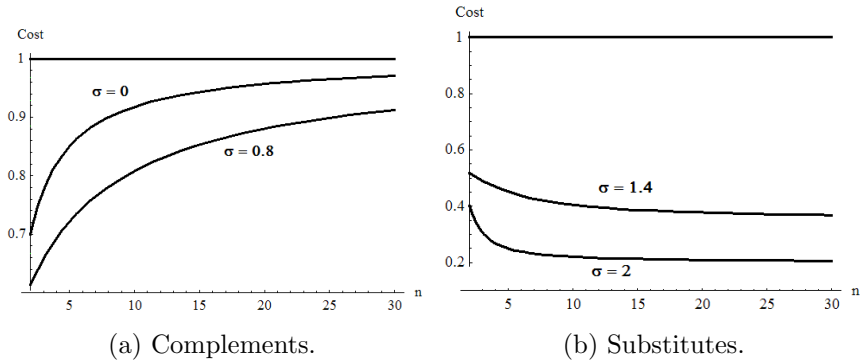 Cost
1
σ = 0
0.9
σ = 0.8
0.8
0.7
5
10
15
20
25
30
n
(a) Complements.
Cost
1
0.8
0.6
σ = 1.4
0.4
0.2
σ = 2
5
10
15
20
25
30
n
(b) Substitutes.